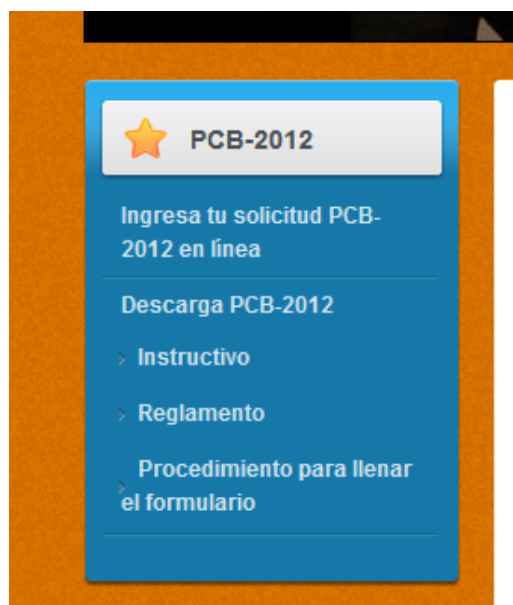 PCB-2012
Ingresa tu solicitud PCB-
2012 en línea
Descarga PCB-2012
Instructivo
Reglamento
Procedimiento para llenar
el formulario